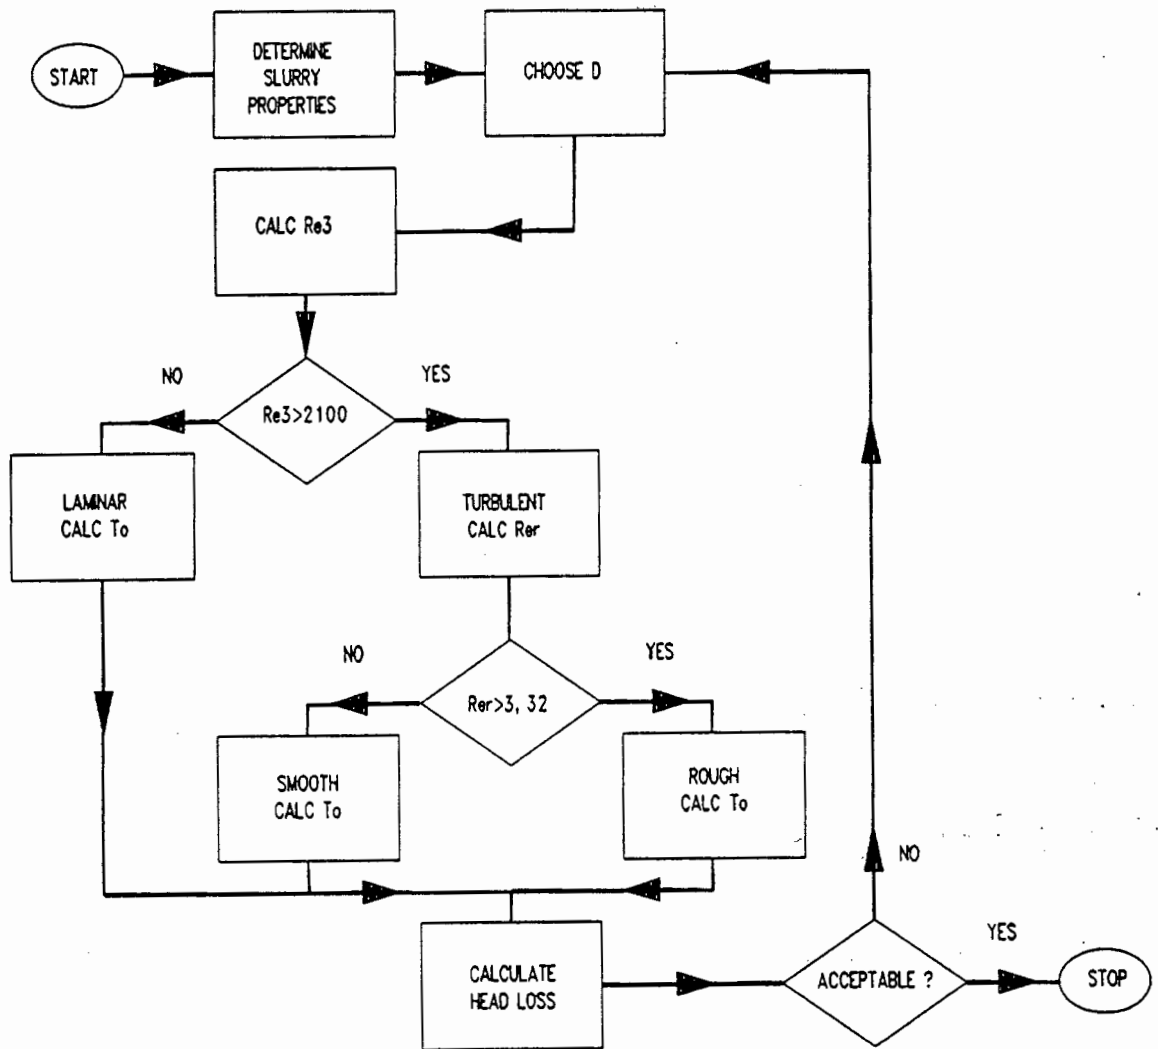 START
DETERMINE
SLURRY
PROPERTIES
CHOOSE D
CALC Re3
NO
YES
Re3>2100
LAMINAR
CALC To
TURBULENT
CALC Rer
NO
YES
Rer>3, 32
SMOOTH
CALC To
ROUGH
CALC To
NO
CALCULATE
HEAD LOSS
ACCEPTABLE ?
YES
STOP